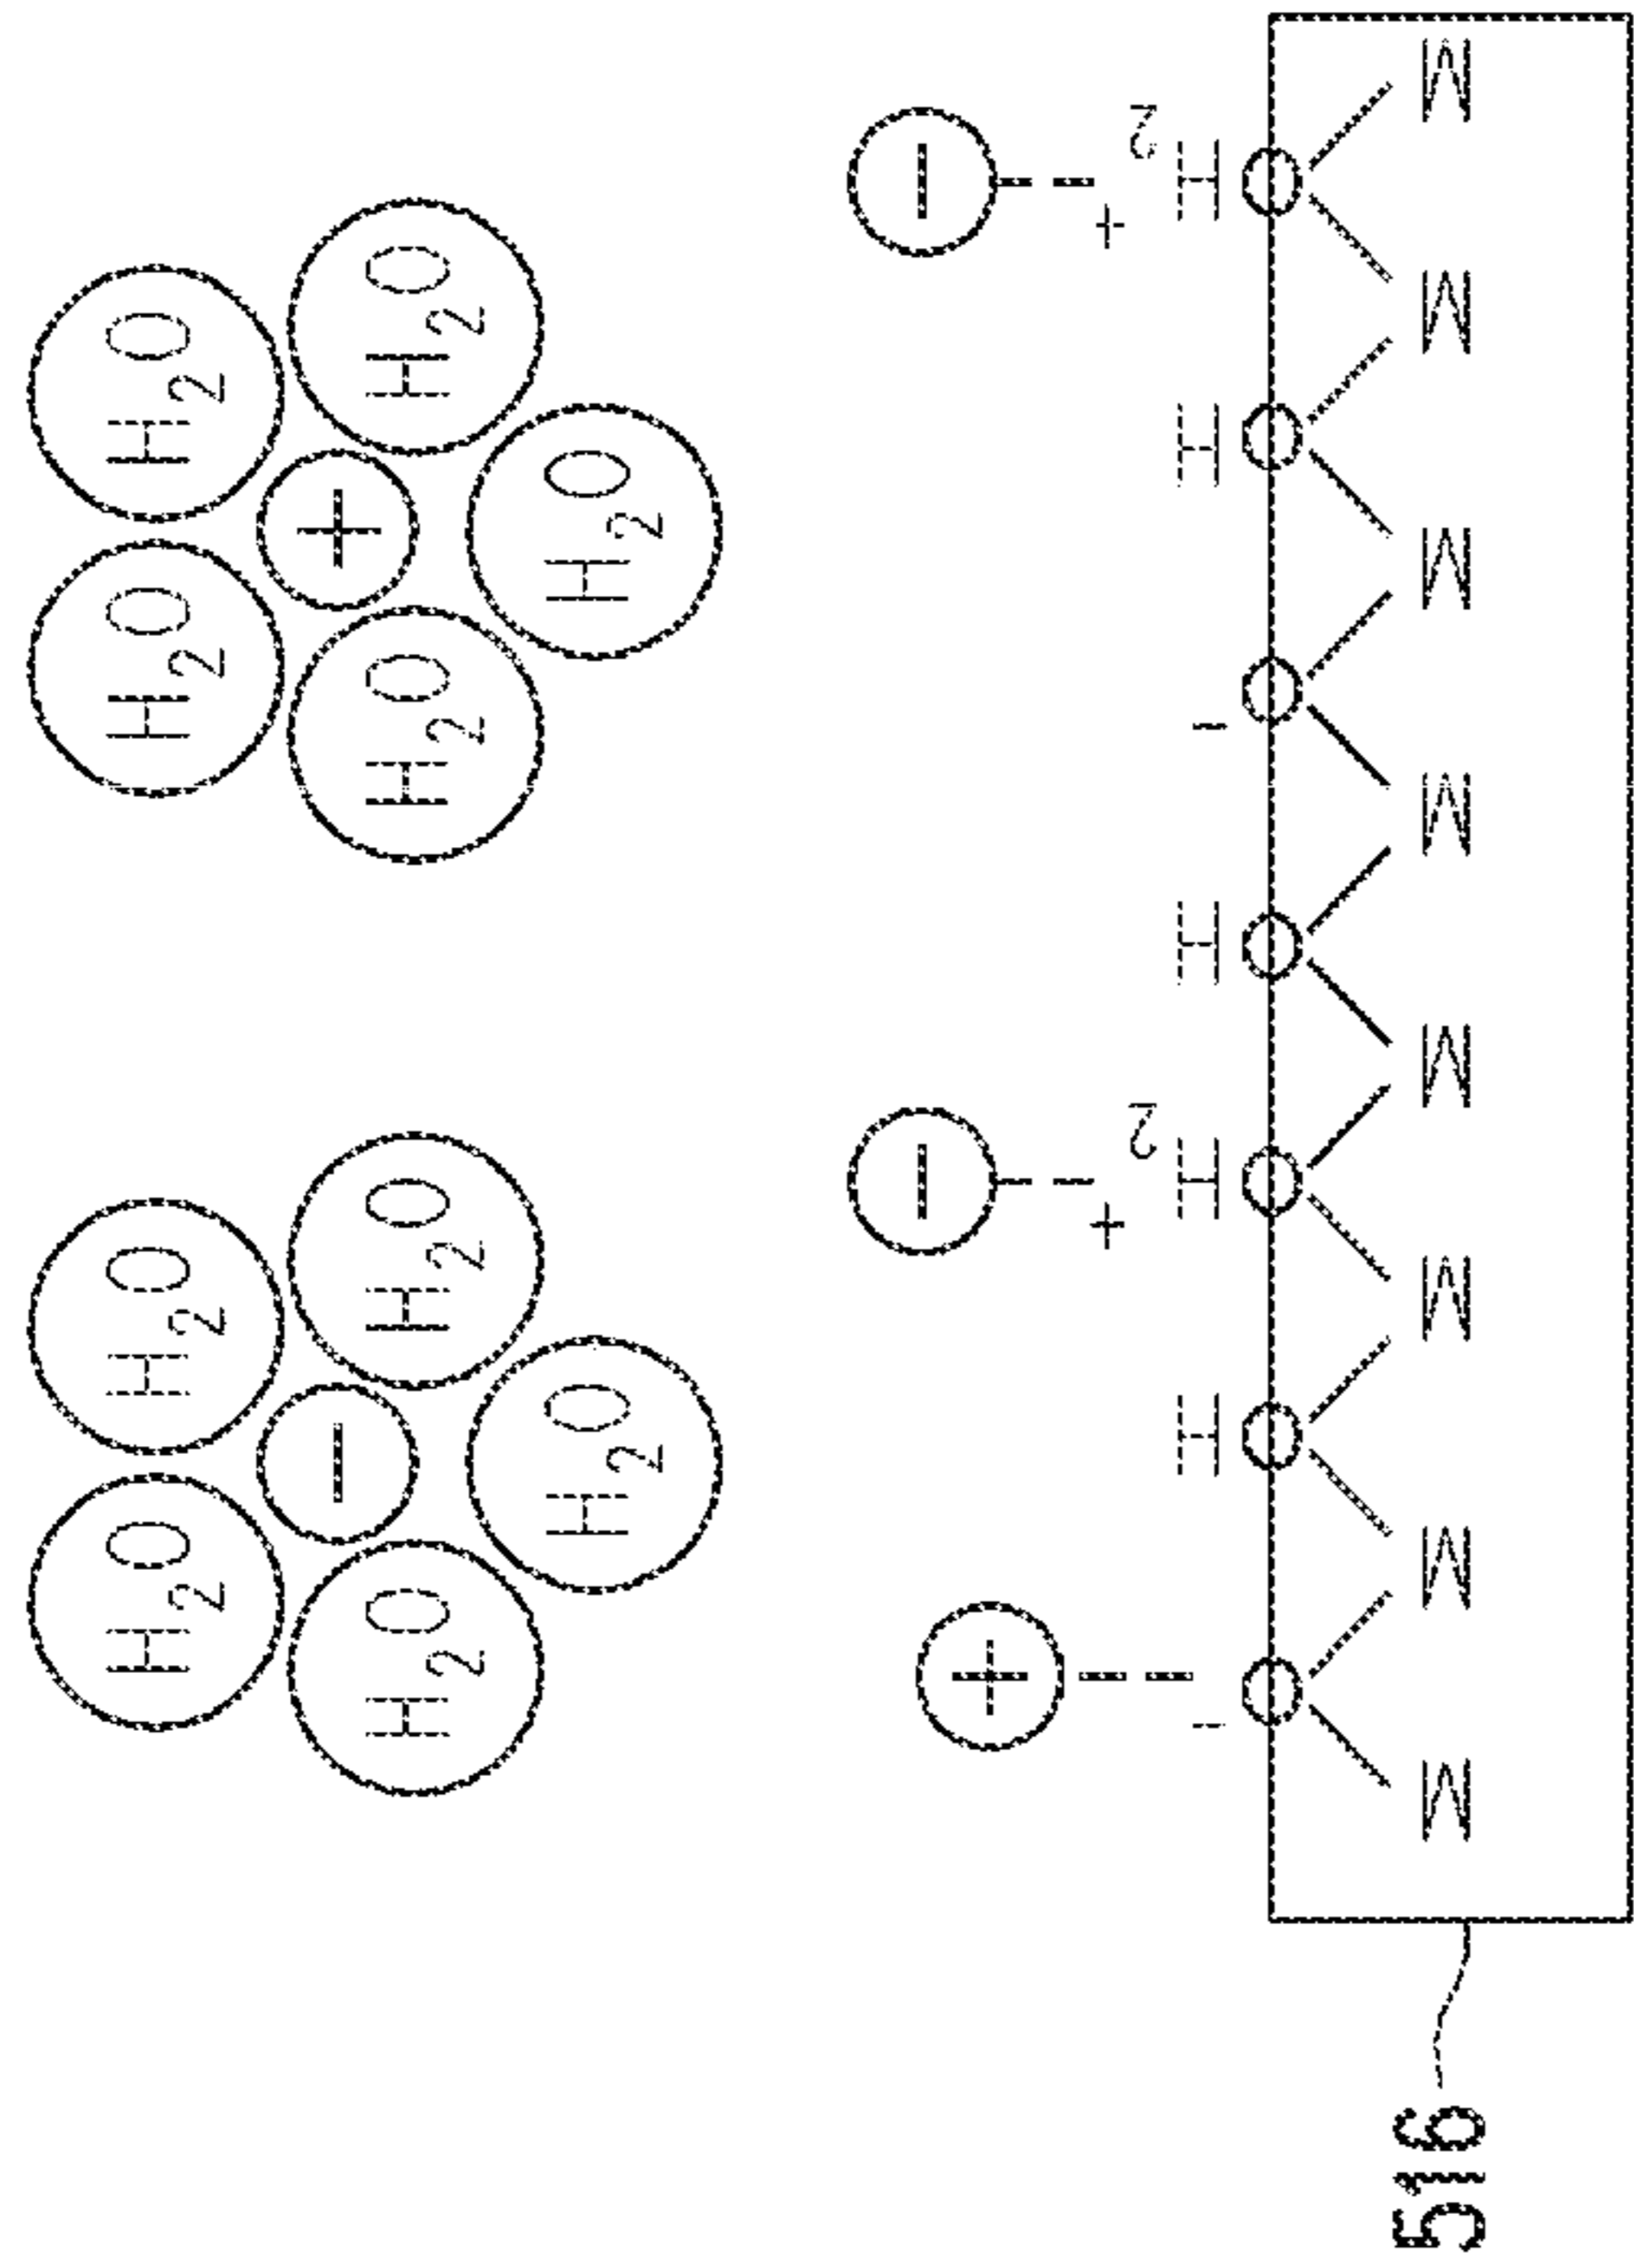 H₂O H₂O H₂O H₂O
− +
H₂O H₂O H₂O H₂O
H₂O H₂O
− −
+
- H +H₂ H - H +H₂
O O O O O O O
516 M M M M M M M M